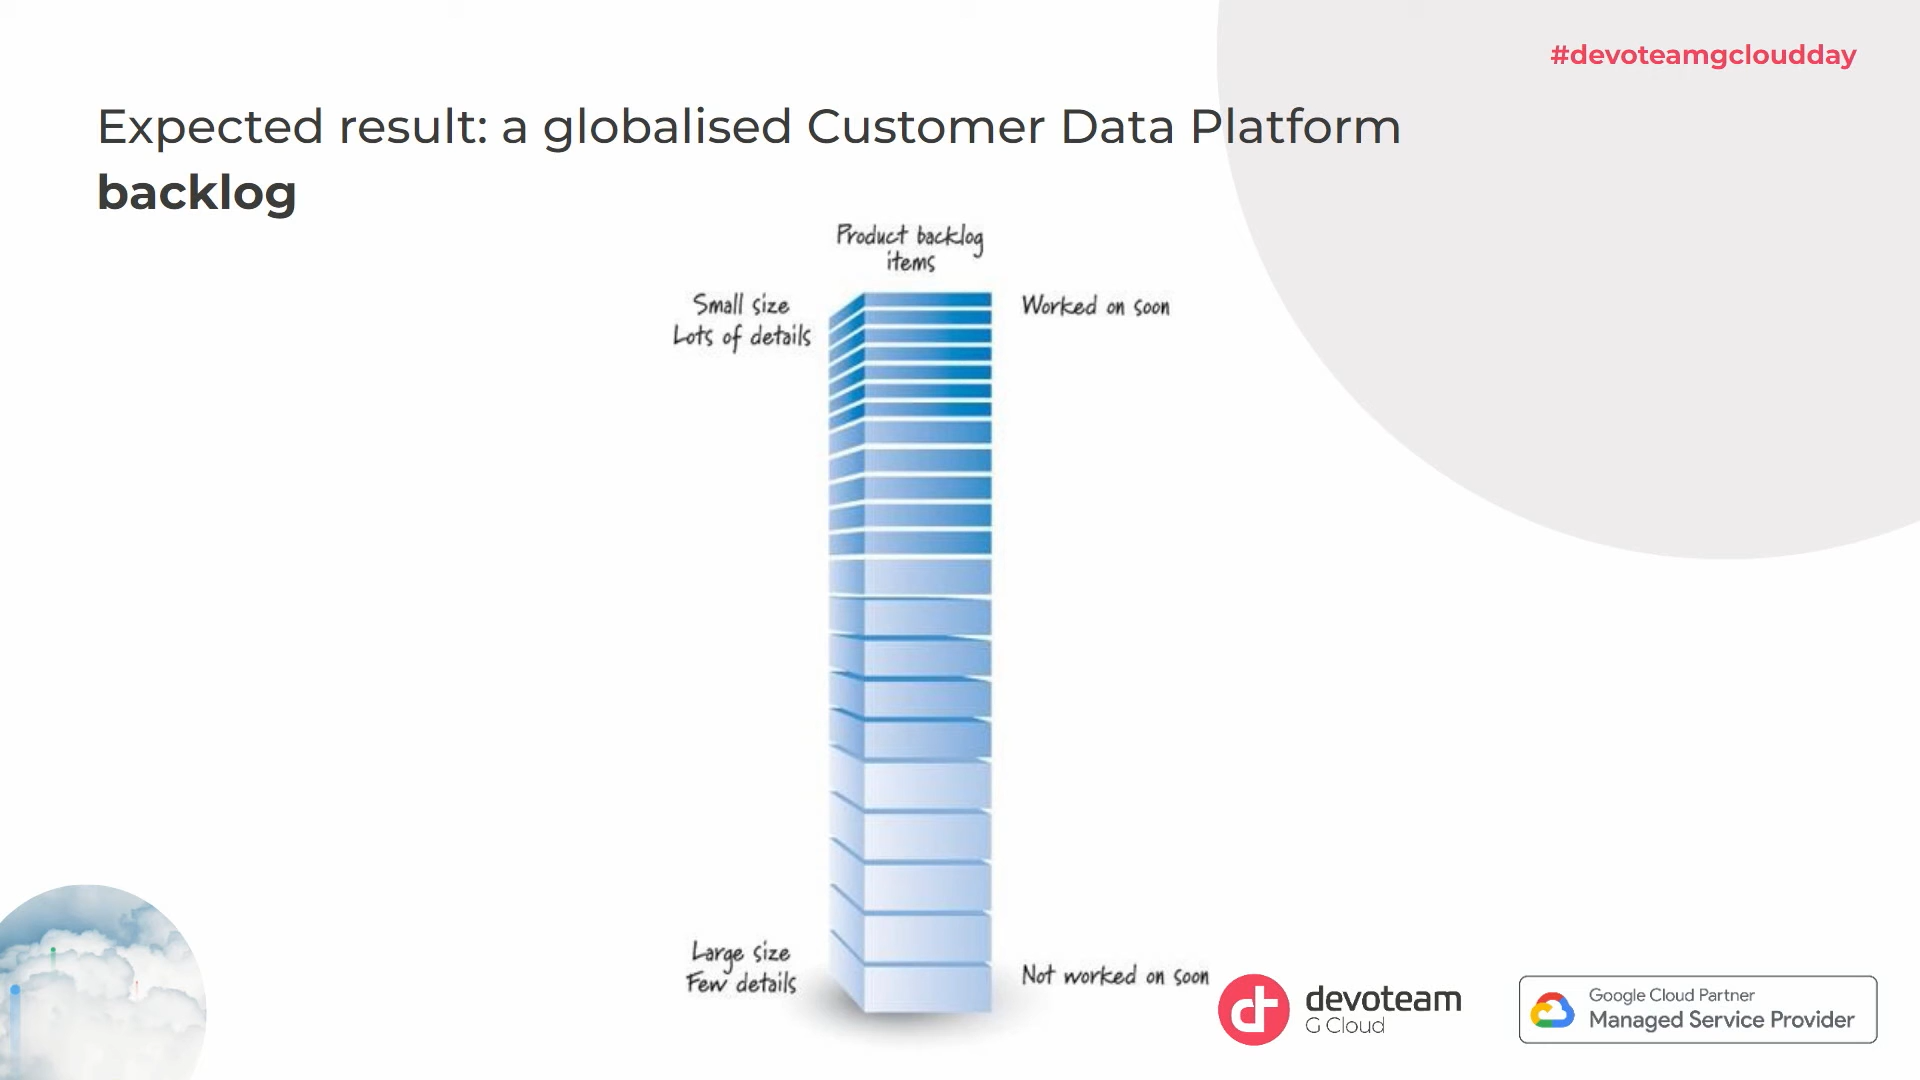 #devoteamgcloudday
Expected result: a globalised Customer Data Platform
backlog
Product backlog
items
Small size
Lots of details
Worked on soon
Large size
Few details
Not worked on soon
devoteam
G Cloud
Google Cloud Partner
Managed Service Provider